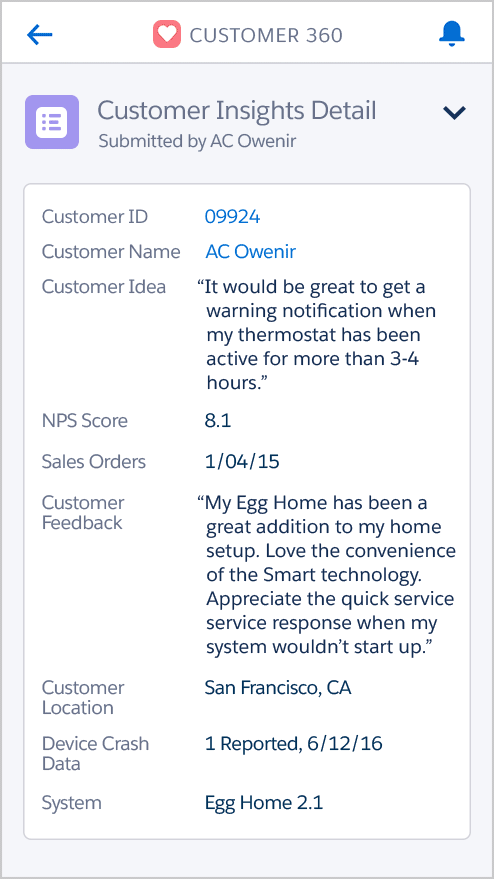 CUSTOMER 360
Customer Insights Detail
Submitted by AC Owenir
Customer ID 09924
Customer Name AC Owenir
Customer Idea “It would be great to get a
warning notification when
my thermostat has been
active for more than 3-4
hours.”
NPS Score 8.1
Sales Orders 1/04/15
Customer
Feedback
“My Egg Home has been a
great addition to my home
setup. Love the convenience
of the Smart technology.
Appreciate the quick service
service response when my
system wouldn’t start up.”
Customer
Location
San Francisco, CA
Device Crash
Data
1 Reported, 6/12/16
System Egg Home 2.1